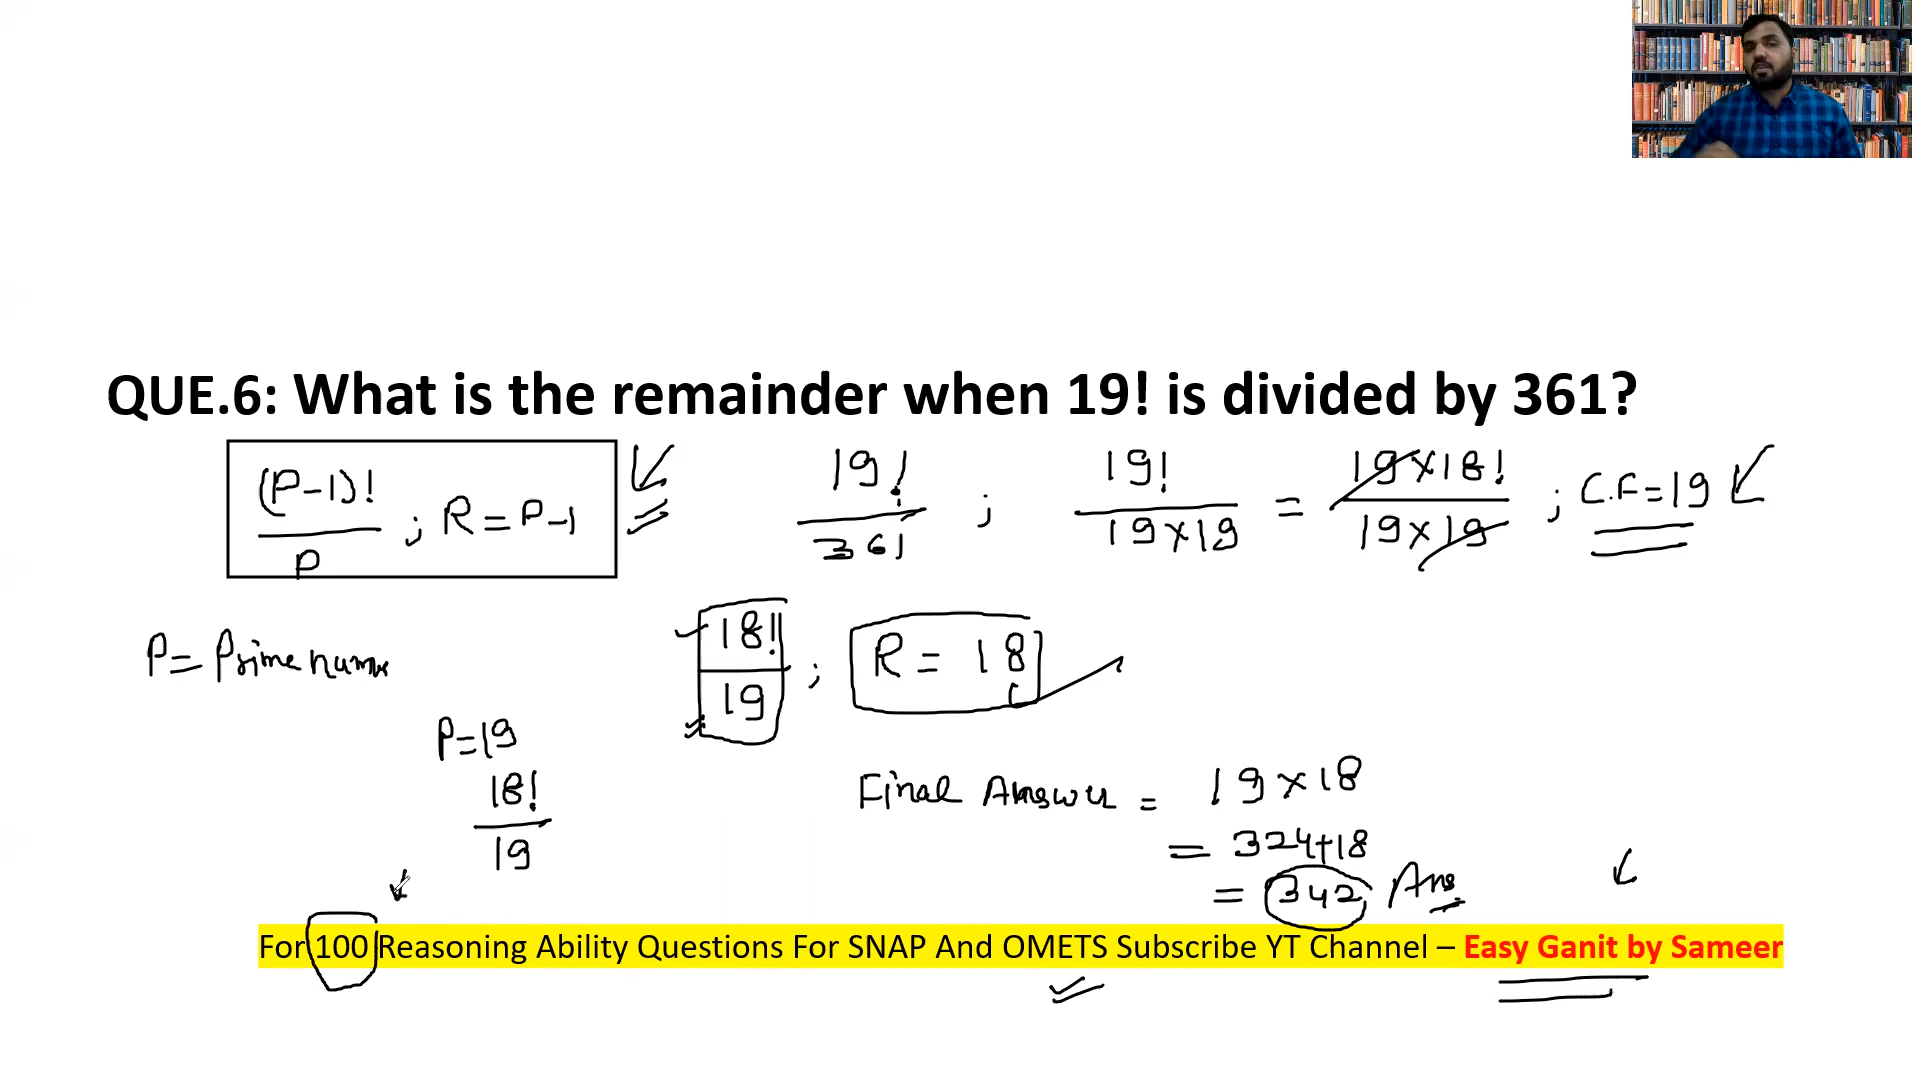 QUE.6: What is the remainder when 19! is divided by 361?
(P-1)! / P ; R = P-1
19! / 361 ; 19! / 19×19 = 19×18! / 19×19 ; C.F = 19
P = Prime
18!! / 19 ; R = 18
P=19
18! / 19
Final Answer = 19×18
= 324+18
= 342 Ans
For 100 Reasoning Ability Questions For SNAP And OMETS Subscribe YT Channel – Easy Ganit by Sameer